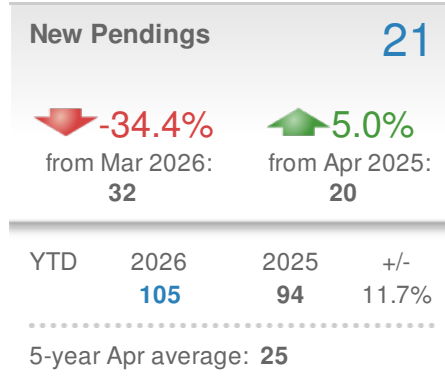 New Pendings 21
-34.4% 5.0%
from Mar 2026: from Apr 2025:
32 20
YTD 2026 2025 +/-
105 94 11.7%
5-year Apr average: 25